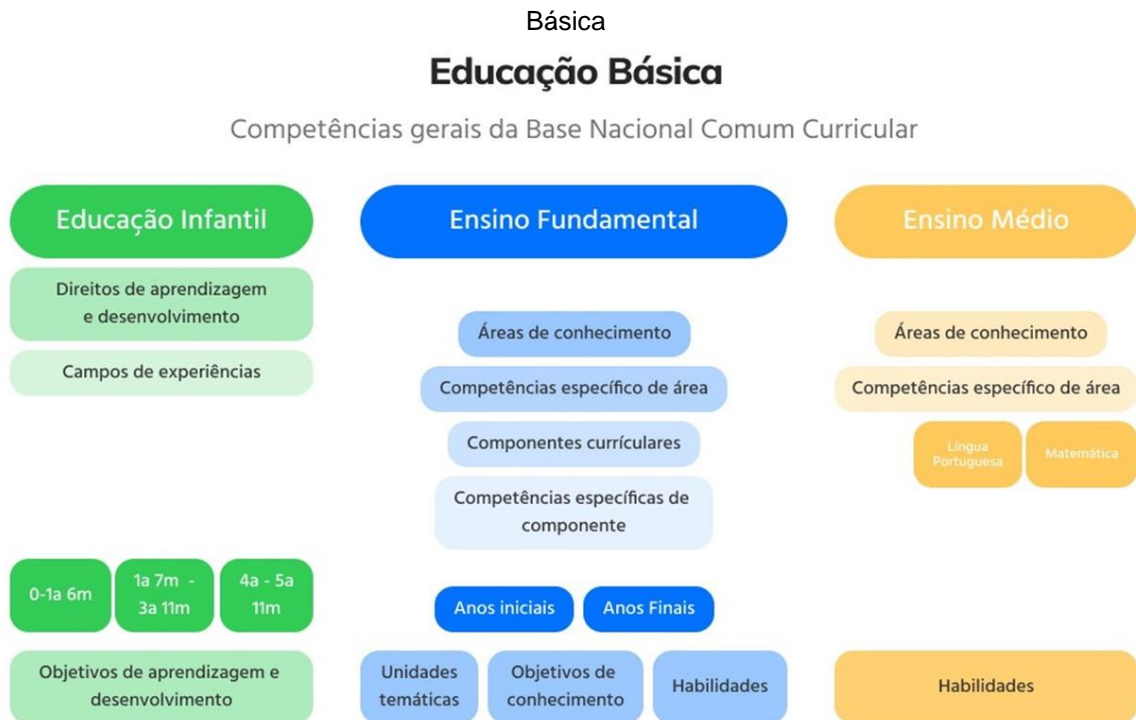 Básica
Educação Básica
Competências gerais da Base Nacional Comum Curricular
Educação Infantil
Direitos de aprendizagem
e desenvolvimento
Campos de experiências
0-1a 6m
1a 7m -
3a 11m
4a - 5a
11m
Objetivos de aprendizagem e
desenvolvimento
Ensino Fundamental
Áreas de conhecimento
Competências específico de área
Componentes currículares
Competências específicas de
componente
Anos iniciais
Anos Finais
Unidades
temáticas
Objetivos de
conhecimento
Habilidades
Ensino Médio
Áreas de conhecimento
Competências específico de área
Língua
Portuguesa
Matemática
Habilidades